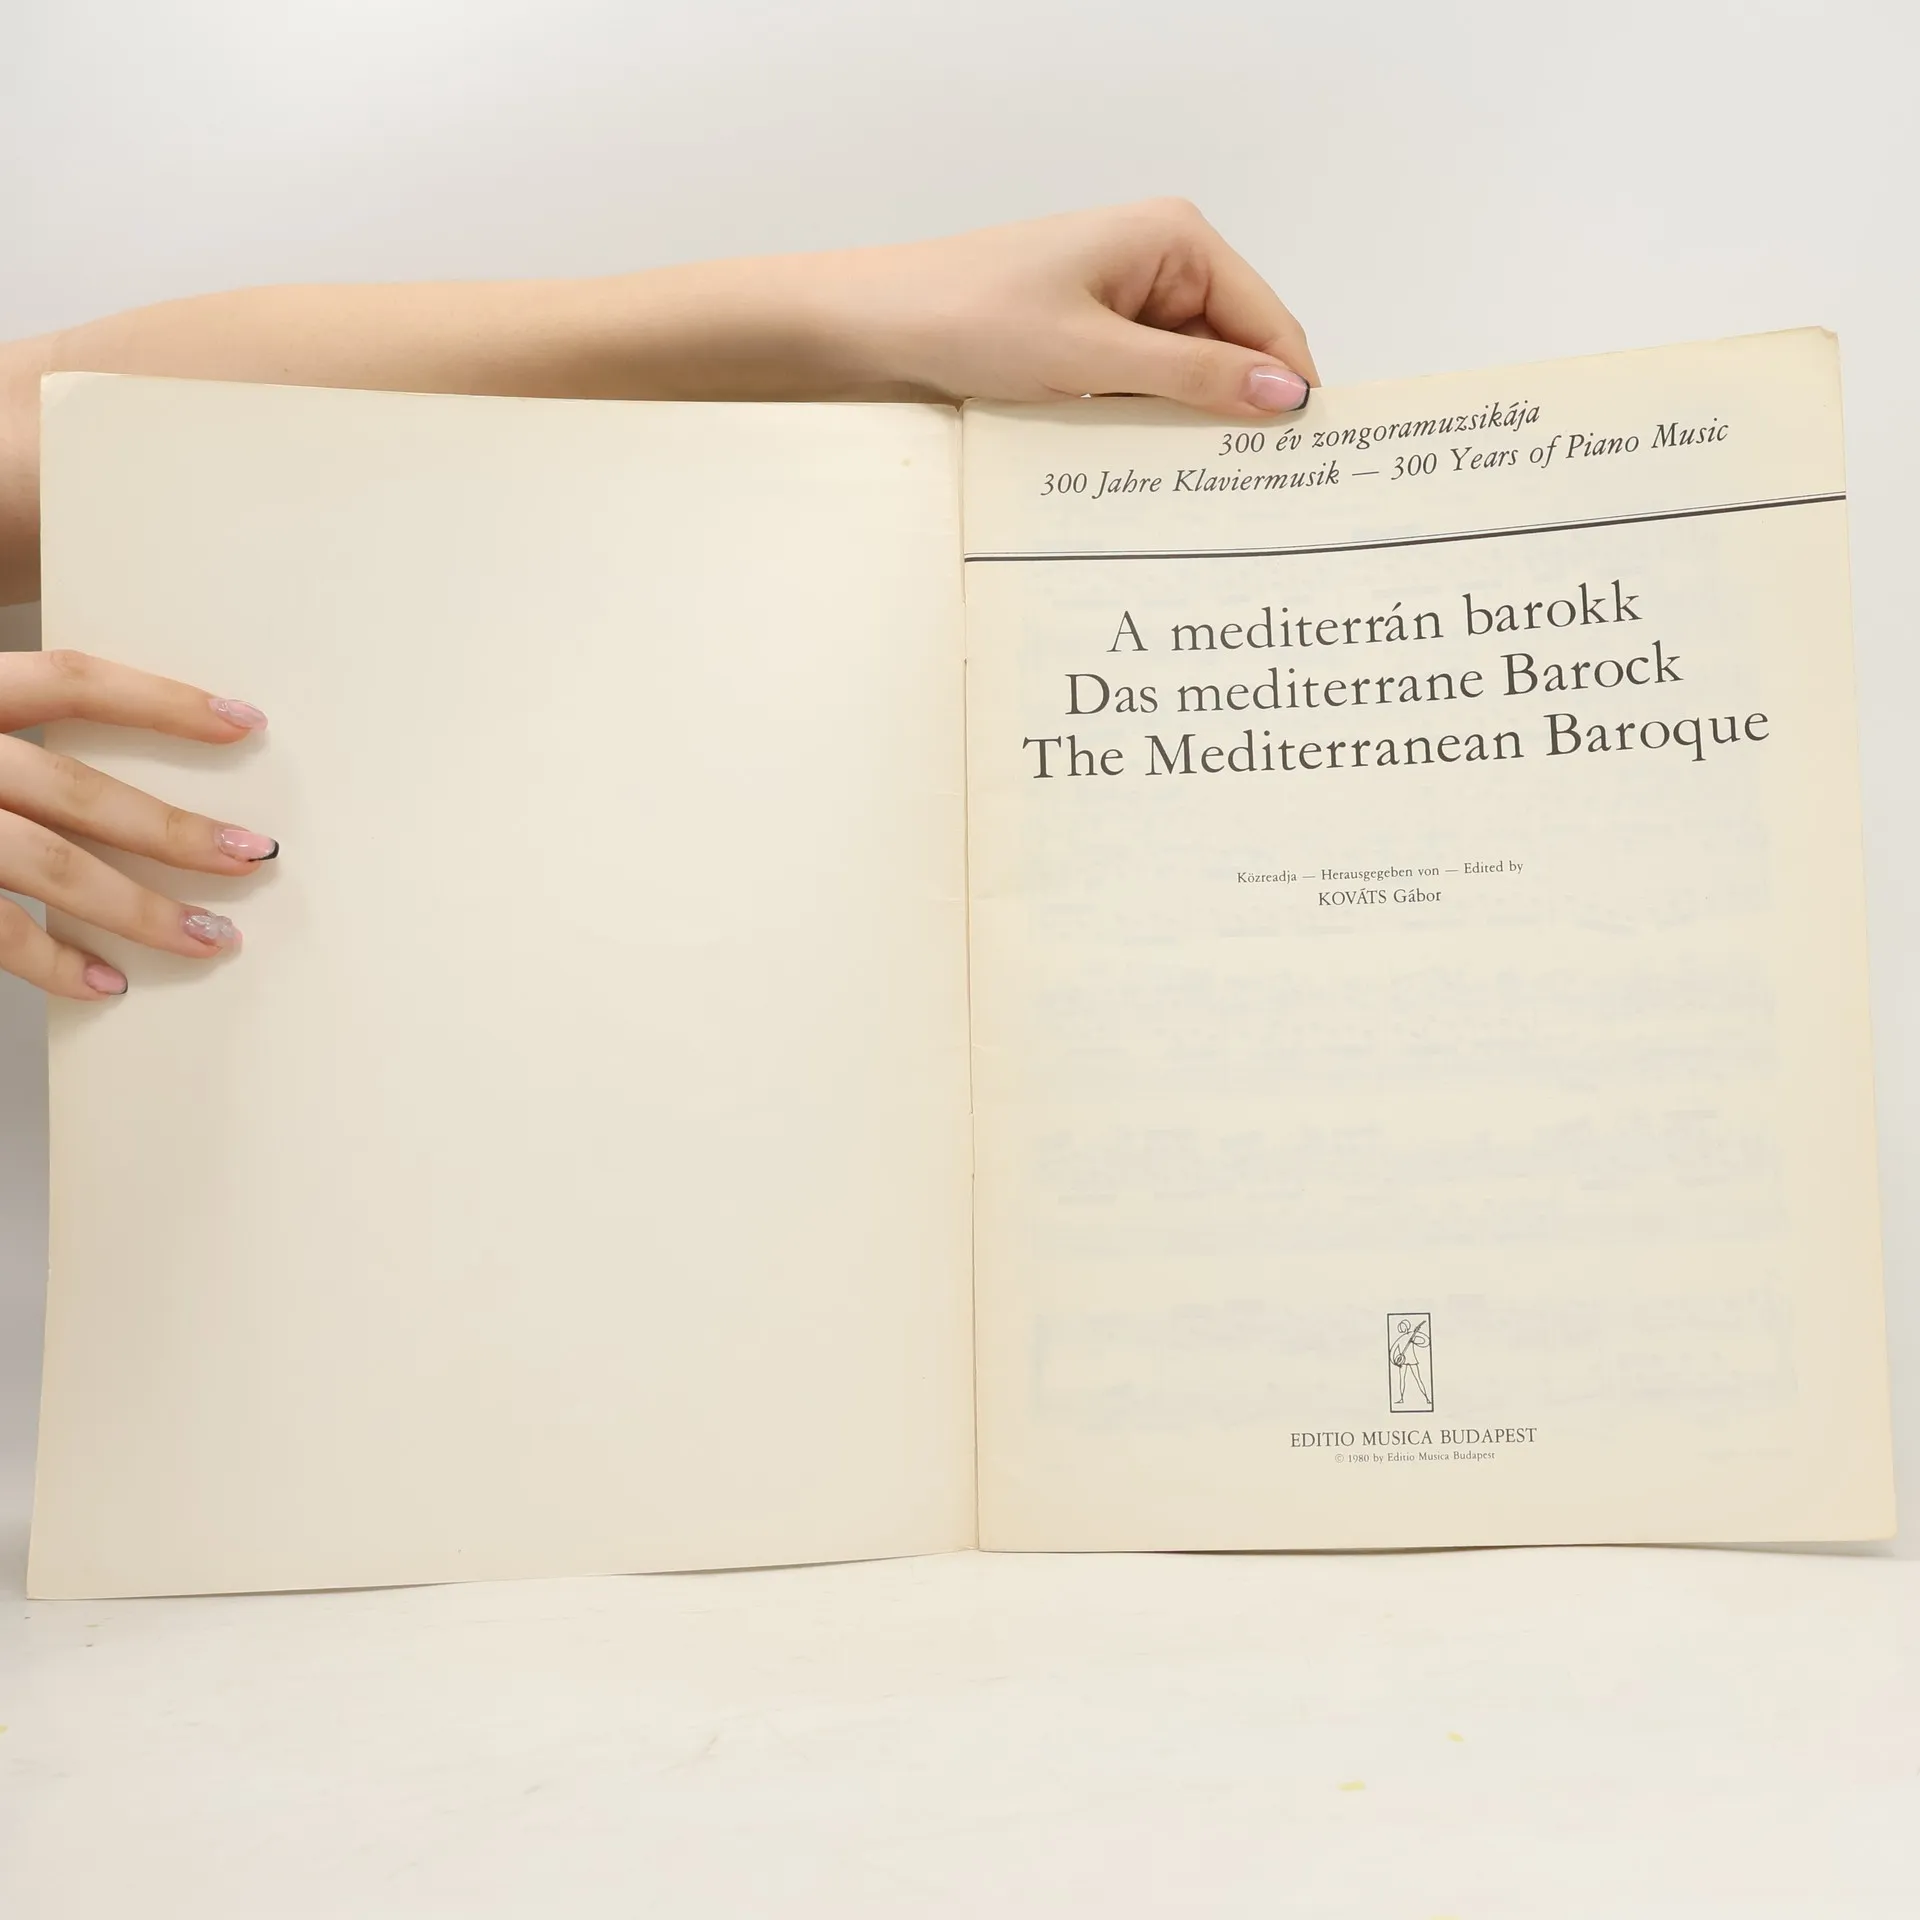 300 év zongoramuzsikája
300 Jahre Klaviermusik — 300 Years of Piano Music
A mediterrán barokk
Das mediterrane Barock
The Mediterranean Baroque
Közreadja — Herausgegeben von — Edited by
KOVÁTS Gábor
EDITIO MUSICA BUDAPEST
© 1980 by Editio Musica Budapest